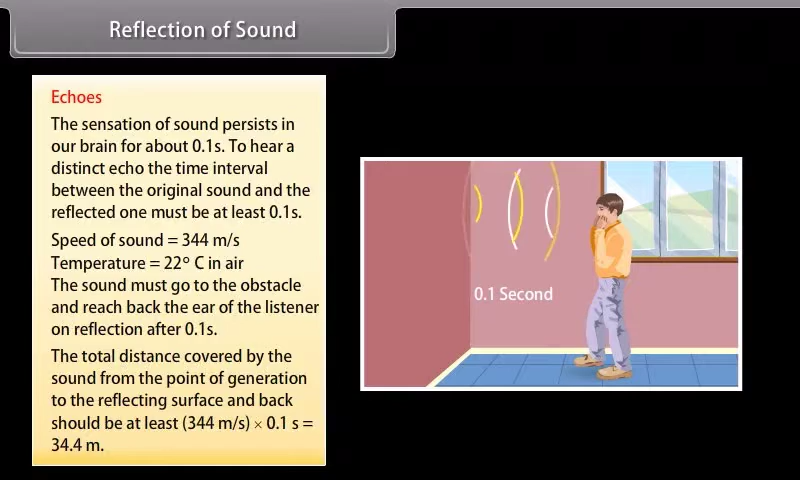 Reflection of Sound
Echoes
The sensation of sound persists in
our brain for about 0.1s. To hear a
distinct echo the time interval
between the original sound and the
reflected one must be at least 0.1s.
Speed of sound = 344 m/s
Temperature = 22º C in air
The sound must go to the obstacle
and reach back the ear of the listener
on reflection after 0.1s.
The total distance covered by the
sound from the point of generation
to the reflecting surface and back
should be at least (344 m/s) × 0.1 s =
34.4 m.
0.1 Second